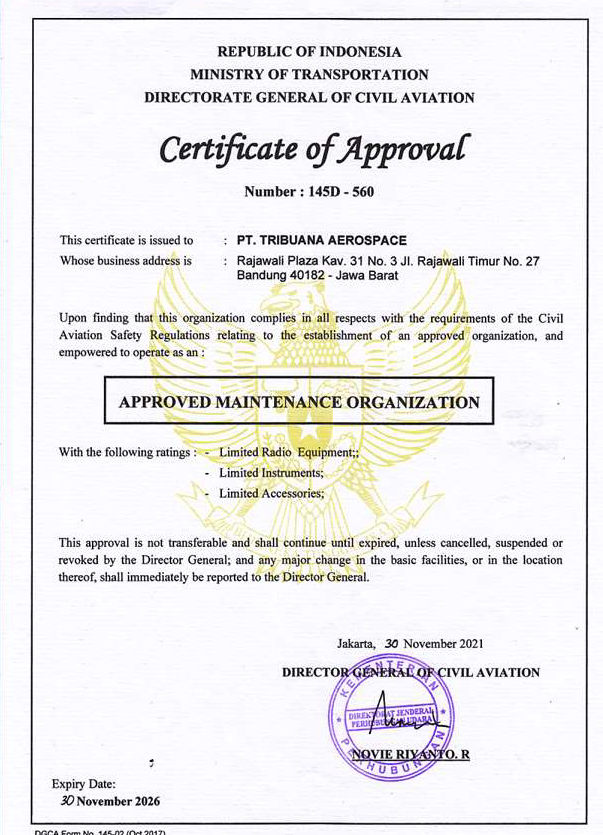 REPUBLIC OF INDONESIA
MINISTRY OF TRANSPORTATION
DIRECTORATE GENERAL OF CIVIL AVIATION
Certificate of Approval
Number : 145D - 560
This certificate is issued to : PT. TRIBUANA AEROSPACE
Whose business address is : Rajawali Plaza Kav. 31 No. 3 Jl. Rajawali Timur No. 27
Bandung 40182 - Jawa Barat
Upon finding that this organization complies in all respects with the requirements of the Civil
Aviation Safety Regulations relating to the establishment of an approved organization, and
empowered to operate as an :
APPROVED MAINTENANCE ORGANIZATION
With the following ratings : - Limited Radio Equipment;;
- Limited Instruments;
- Limited Accessories;
This approval is not transferable and shall continue until expired, unless cancelled, suspended or
revoked by the Director General; and any major change in the basic facilities, or in the location
thereof, shall immediately be reported to the Director General.
Jakarta, 30 November 2021
DIRECTOR GENERAL OF CIVIL AVIATION
KEMENTERIAN
DIREKTORAT JENDERAL
PERHUBUNGAN UDARA
PERHUBUNGAN
NOVIE RIYANTO. R
Expiry Date:
30 November 2026
DGCA Form No. 145-02 (Oct 2017)